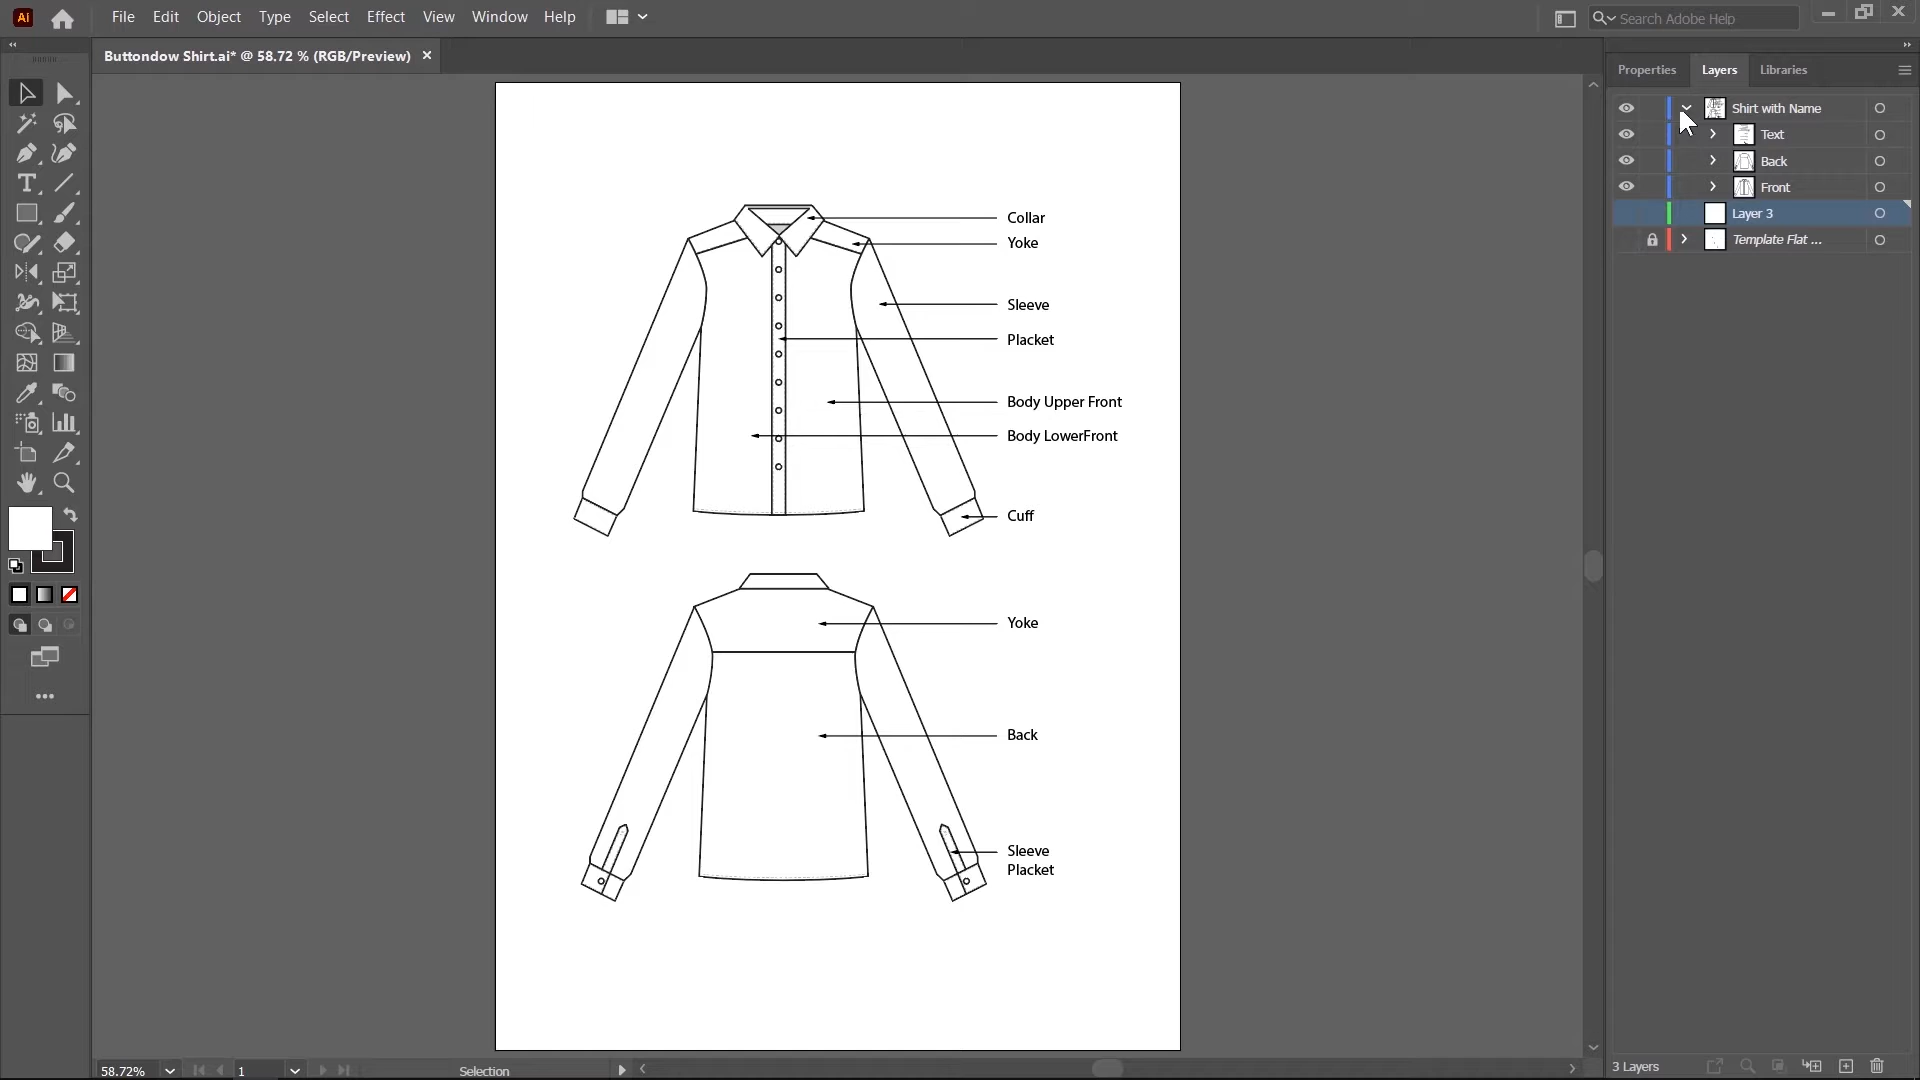 Ai File Edit Object Type Select Effect View Window Help Search Adobe Help
Buttondow Shirt.ai* @ 58.72 % (RGB/Preview) ×
Properties Layers Libraries
Shirt with Name
Text
Back
Front
Layer 3
Template Flat ...
Collar
Yoke
Sleeve
Placket
Body Upper Front
Body LowerFront
Cuff
Yoke
Back
Sleeve
Placket
58.72% 1 Selection
3 Layers